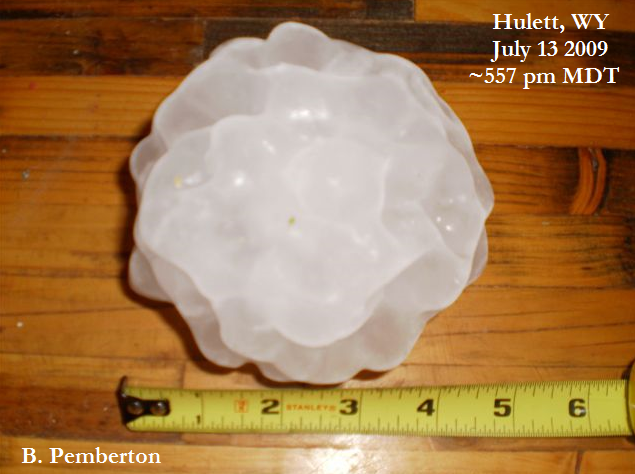 Hulett, WY
July 13 2009
~557 pm MDT
1 2 STANLEY® 3 4 5 6
B. Pemberton